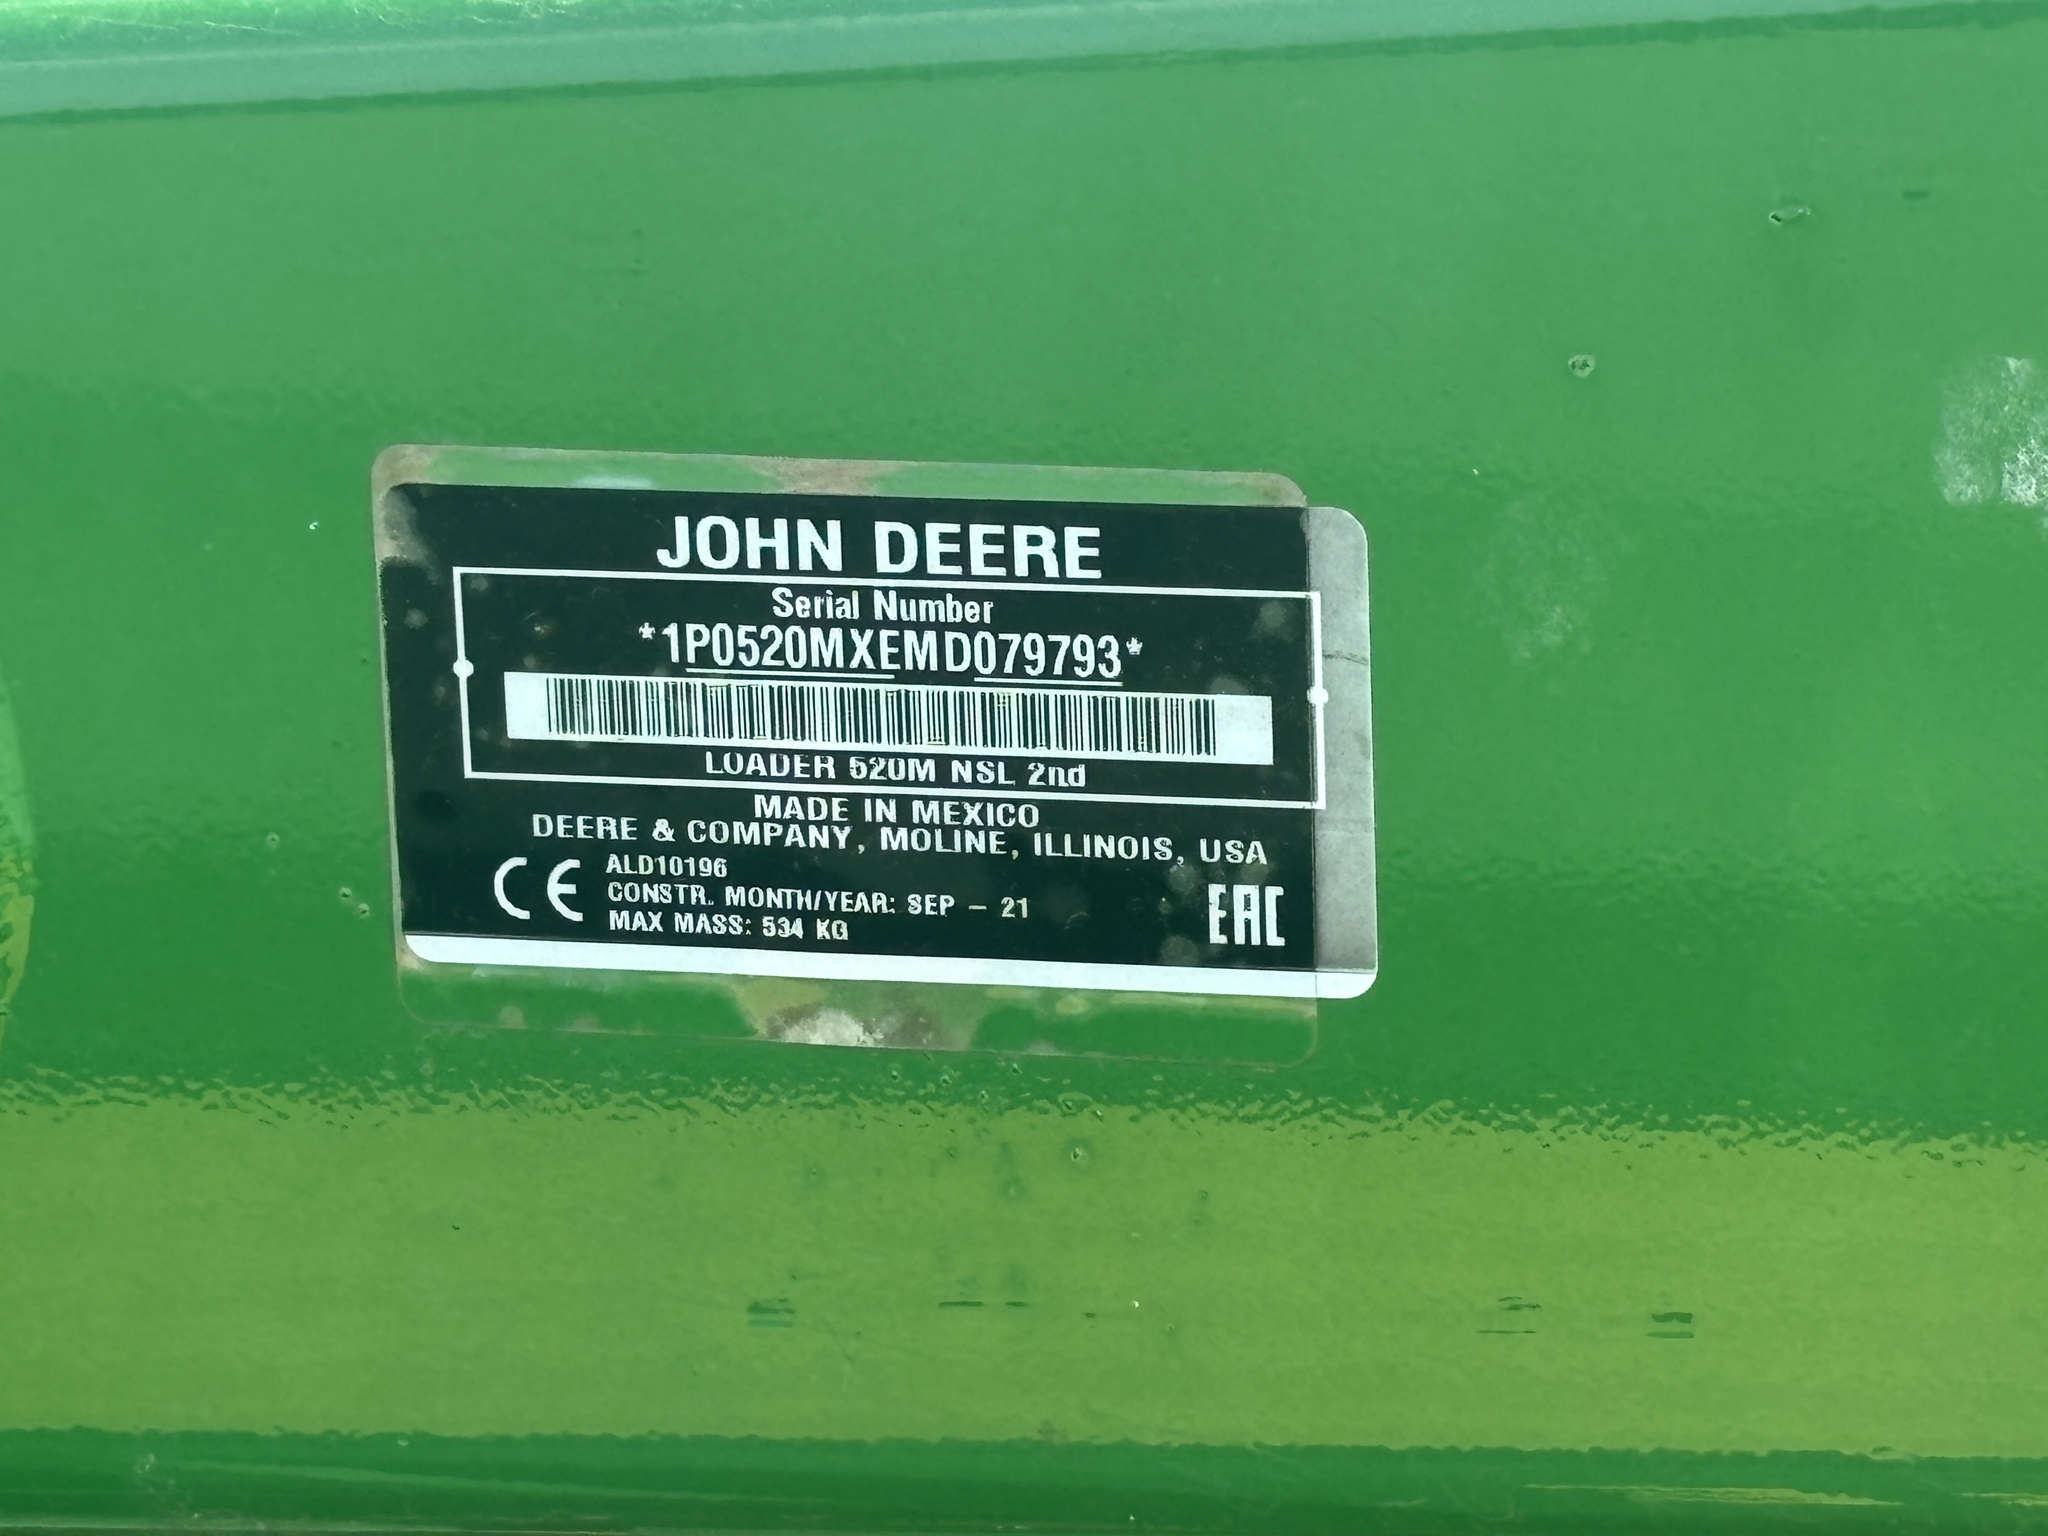 JOHN DEERE
Serial Number
*1P0520MXEMD079793*
LOADER 520M NSL 2nd
MADE IN MEXICO
DEERE & COMPANY, MOLINE, ILLINOIS, USA
CE
ALD10196
CONSTR. MONTH/YEAR: SEP - 21
MAX MASS: 534 KG
EAC